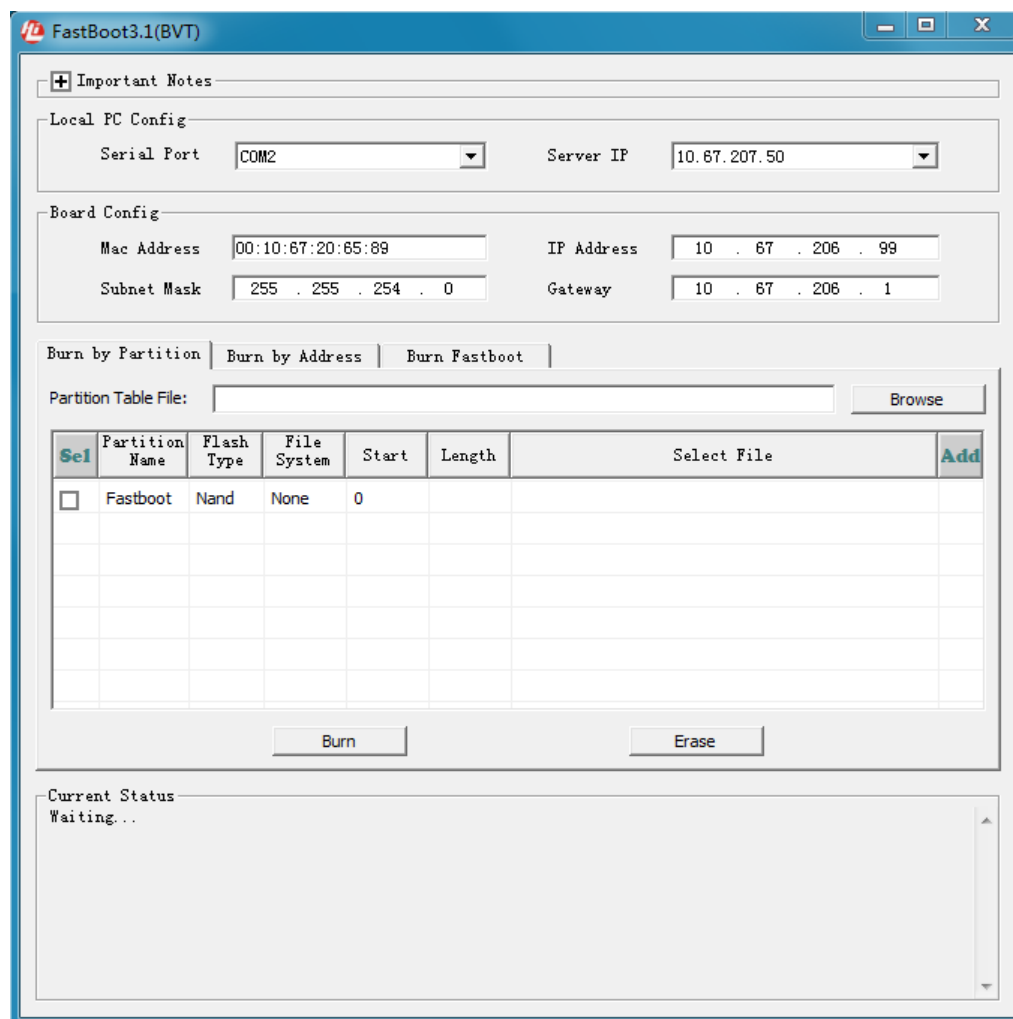 FastBoot3.1(BVT)
Important Notes
Local PC Config
Serial Port COM2 Server IP 10.67.207.50
Board Config
Mac Address 00:10:67:20:65:89 IP Address 10 . 67 . 206 . 99
Subnet Mask 255 . 255 . 254 . 0 Gateway 10 . 67 . 206 . 1
Burn by Partition Burn by Address Burn Fastboot
Partition Table File: Browse
Sel Partition Name Flash Type File System Start Length Select File Add
Fastboot Nand None 0
Burn Erase
Current Status
Waiting...